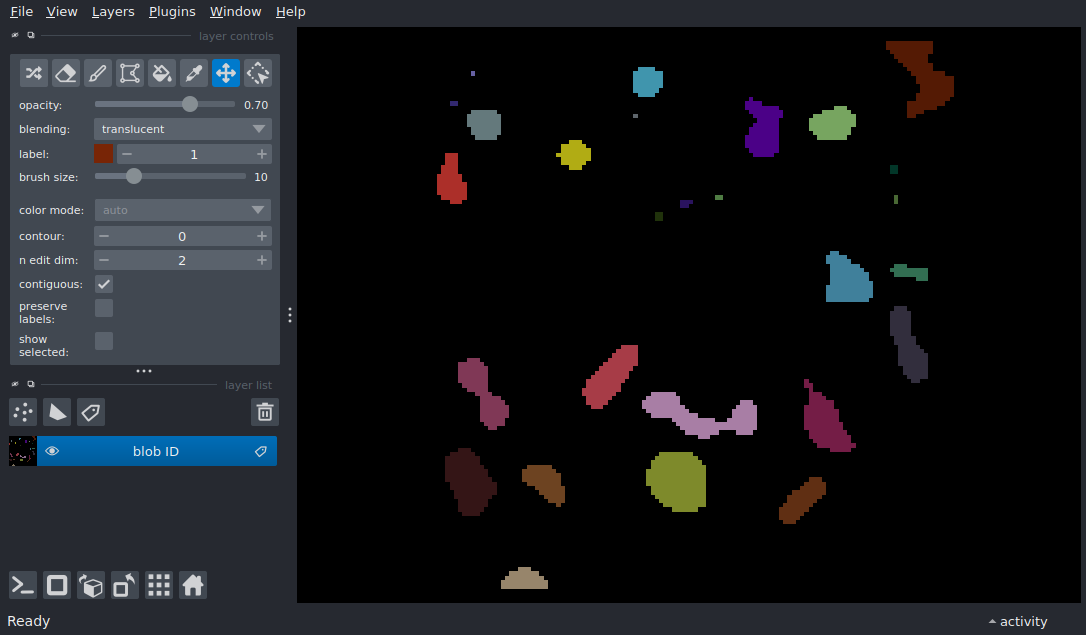 File View Layers Plugins Window Help
layer controls
opacity: 0.70
blending: translucent
label: 1
brush size: 10
color mode: auto
contour: 0
n edit dim: 2
contiguous:
preserve
labels:
show
selected:
layer list
blob ID
Ready
activity